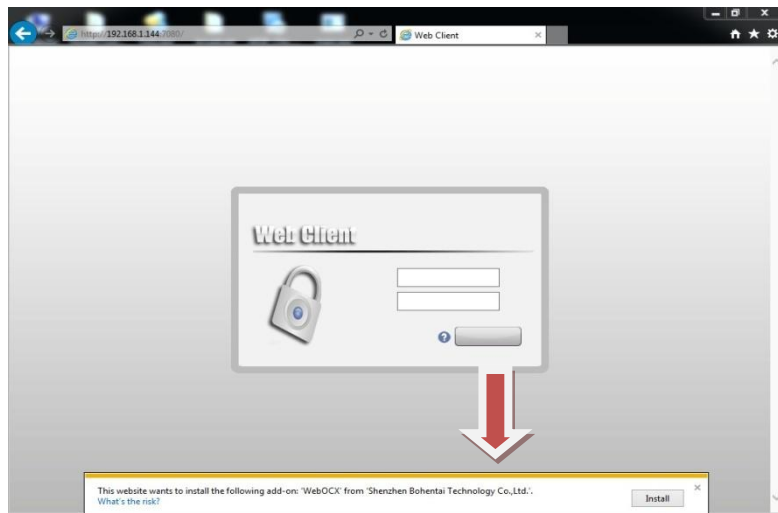 http://192.168.1.144:7080/
Web Client
Web Client
This website wants to install the following add-on: 'WebOCX' from 'Shenzhen Bohentai Technology Co.,Ltd.'.
What's the risk?
Install